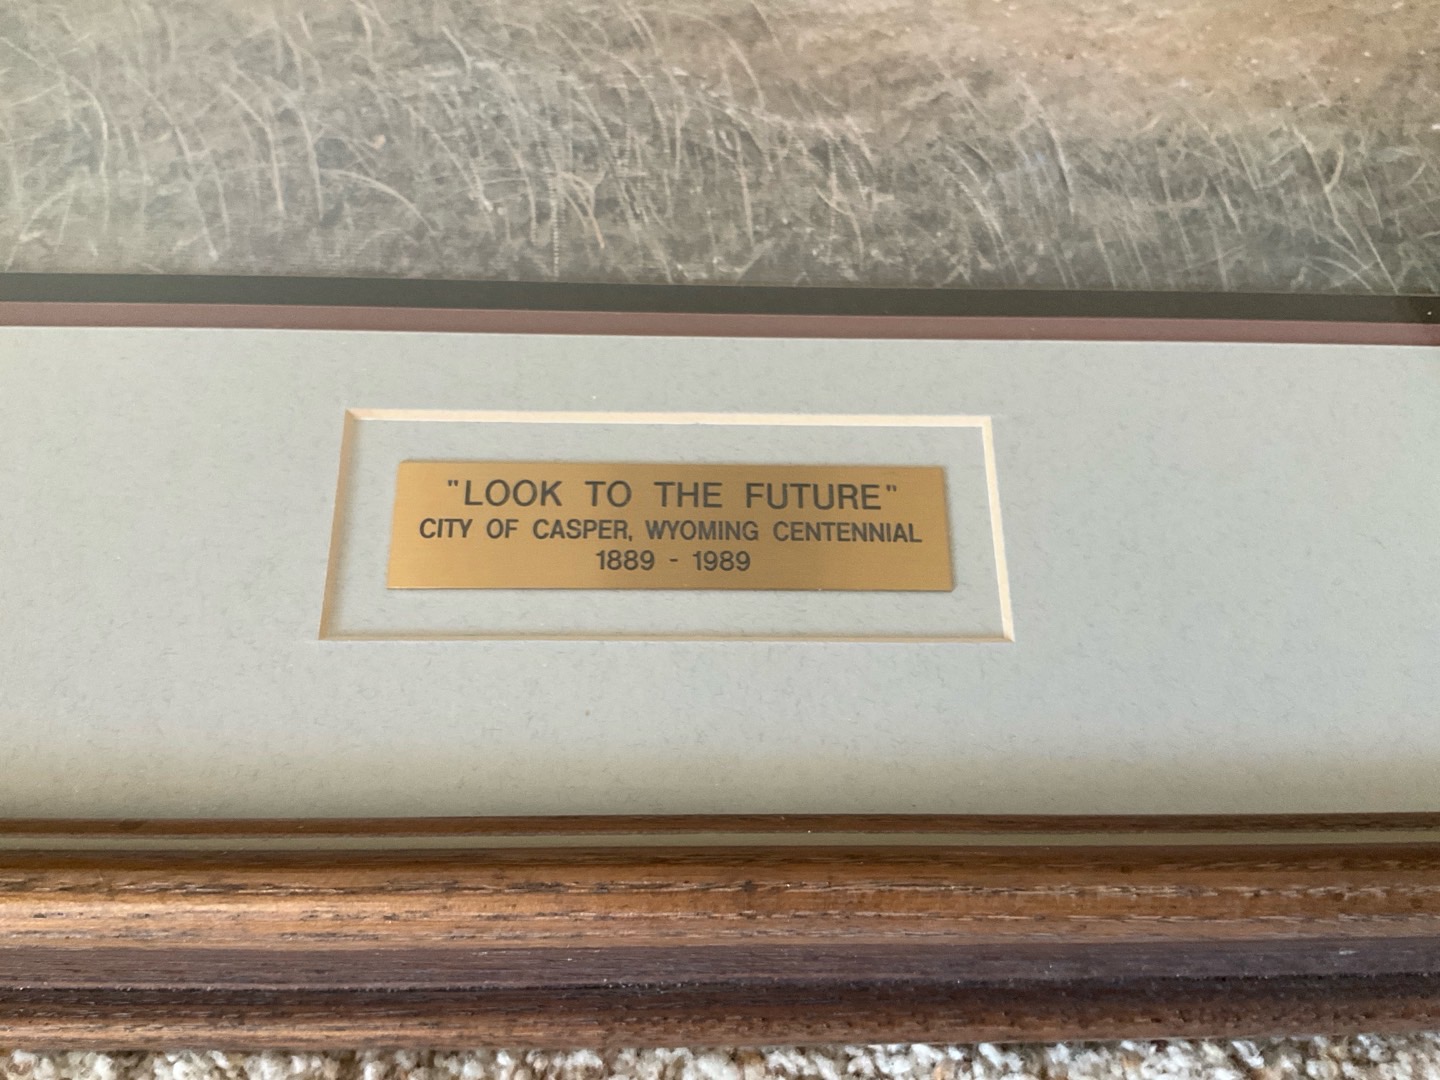 "LOOK TO THE FUTURE"
CITY OF CASPER, WYOMING CENTENNIAL
1889 - 1989